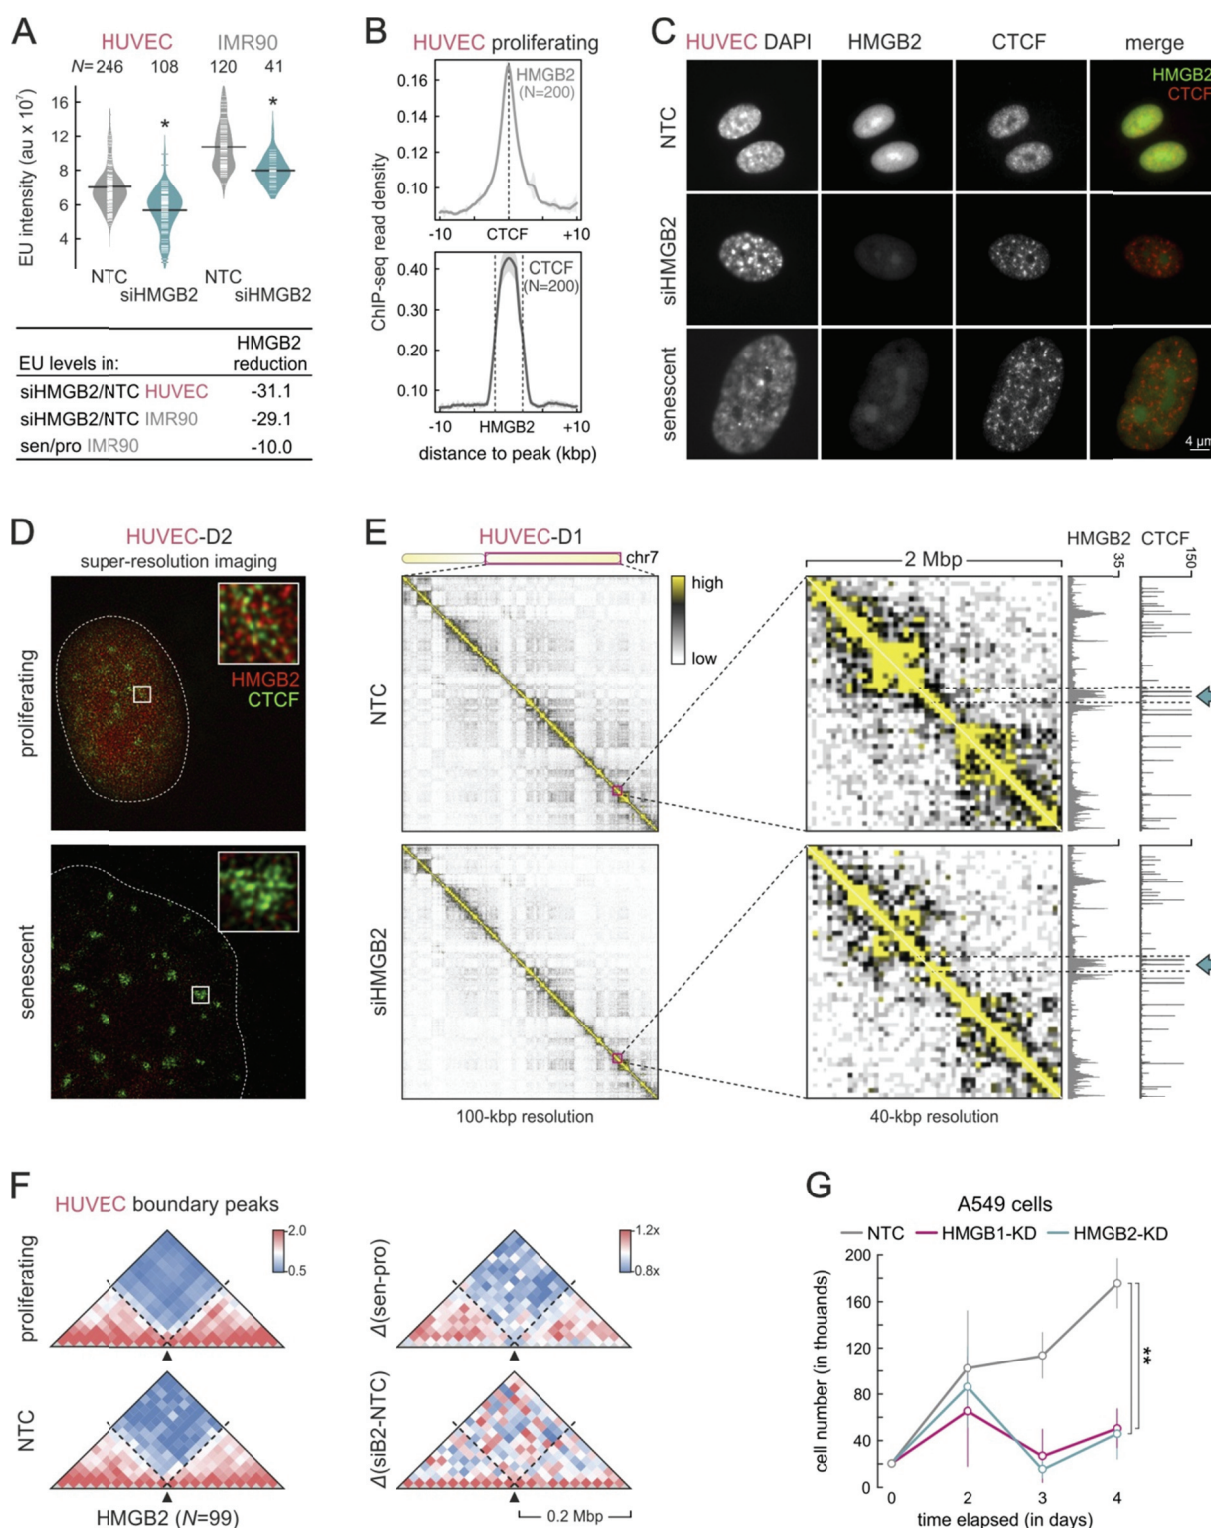 A
HUVEC IMR90
N= 246 108 120 41
EU intensity (au x 10⁷)
16
12
8
6
4
*
*
NTC
siHMGB2
NTC
siHMGB2
EU levels in: HMGB2 reduction
siHMGB2/NTC HUVEC -31.1
siHMGB2/NTC IMR90 -29.1
sen/pro IMR90 -10.0
B
HUVEC proliferating
ChIP-seq read density
0.16
0.14
0.16
0.10
HMGB2
(N=200)
-10 CTCF +10
0.40
0.30
0.20
0.10
CTCF
(N=200)
-10 HMGB2 +10
distance to peak (kbp)
C
HUVEC DAPI HMGB2 CTCF merge
HMGB2
CTCF
NTC
siHMGB2
senescent
4 µm
D
HUVEC-D2
super-resolution imaging
proliferating
HMGB2
CTCF
senescent
E
HUVEC-D1
chr7
high
low
NTC
siHMGB2
100-kbp resolution
2 Mbp
HMGB2 CTCF
35 150
40-kbp resolution
F
HUVEC boundary peaks
proliferating
2.0
0.5
Δ(sen-pro)
1.2x
0.8x
NTC
Δ(siB2-NTC)
HMGB2 (N=99)
0.2 Mbp
G
A549 cells
NTC HMGB1-KD HMGB2-KD
cell number (in thousands)
200
160
120
80
40
0
**
0 2 3 4
time elapsed (in days)